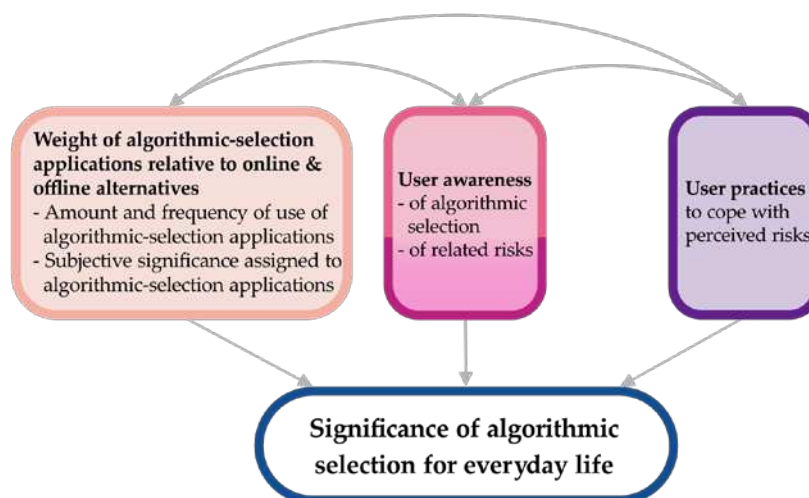 Weight of algorithmic-selection
applications relative to online &
offline alternatives
- Amount and frequency of use of
algorithmic-selection applications
- Subjective significance assigned to
algorithmic-selection applications
User awareness
- of algorithmic
selection
- of related risks
User practices
to cope with
perceived risks
Significance of algorithmic
selection for everyday life